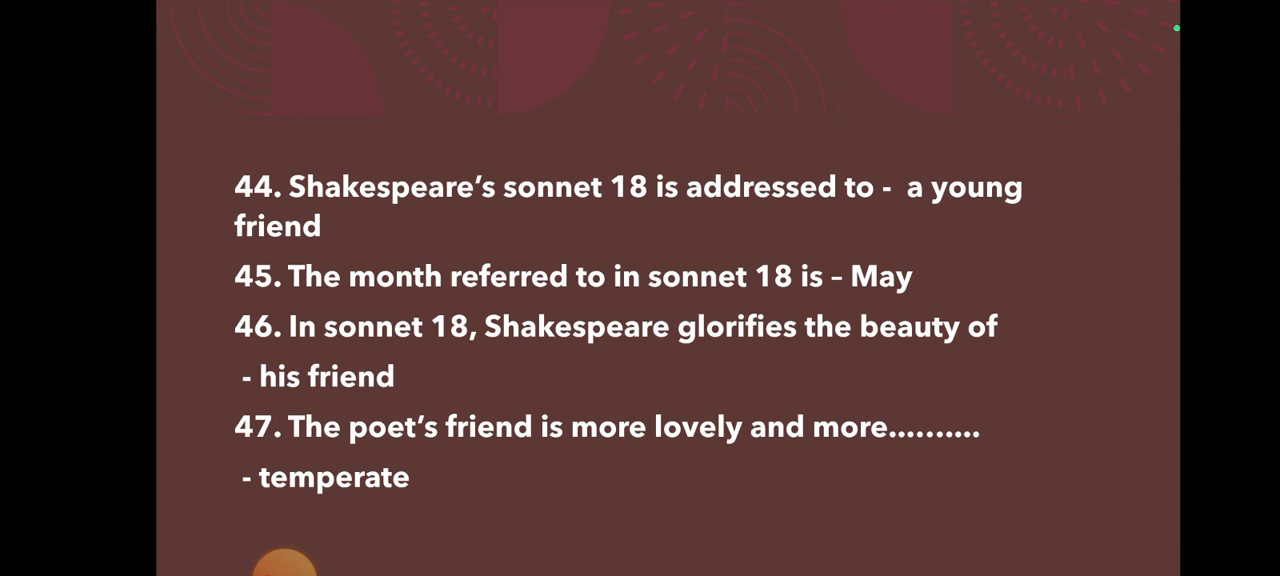 44. Shakespeare’s sonnet 18 is addressed to -  a young
friend
45. The month referred to in sonnet 18 is – May
46. In sonnet 18, Shakespeare glorifies the beauty of
- his friend
47. The poet’s friend is more lovely and more..........
- temperate